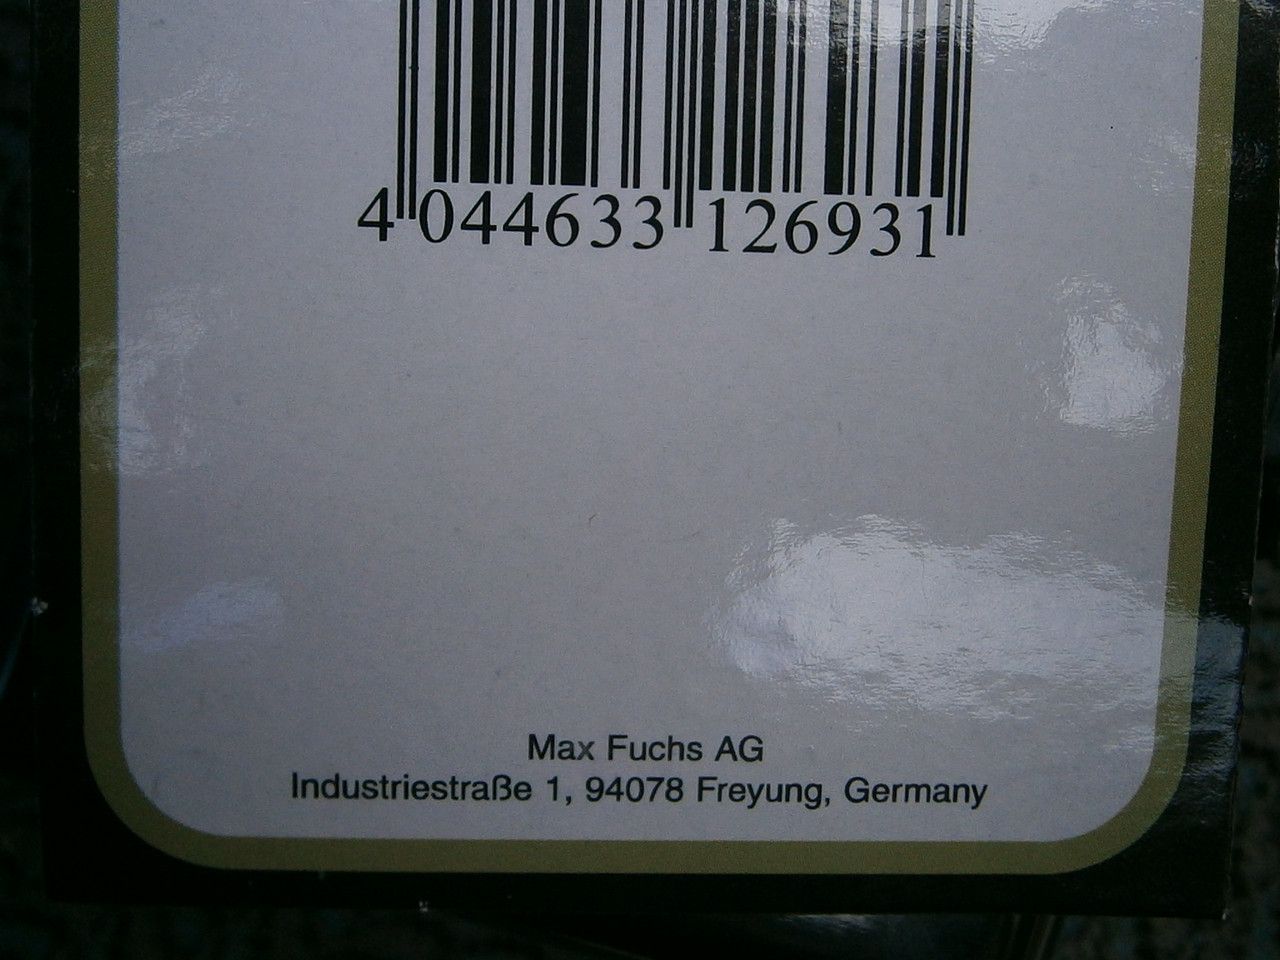 4 044633 126931
Max Fuchs AG
Industriestraße 1, 94078 Freyung, Germany